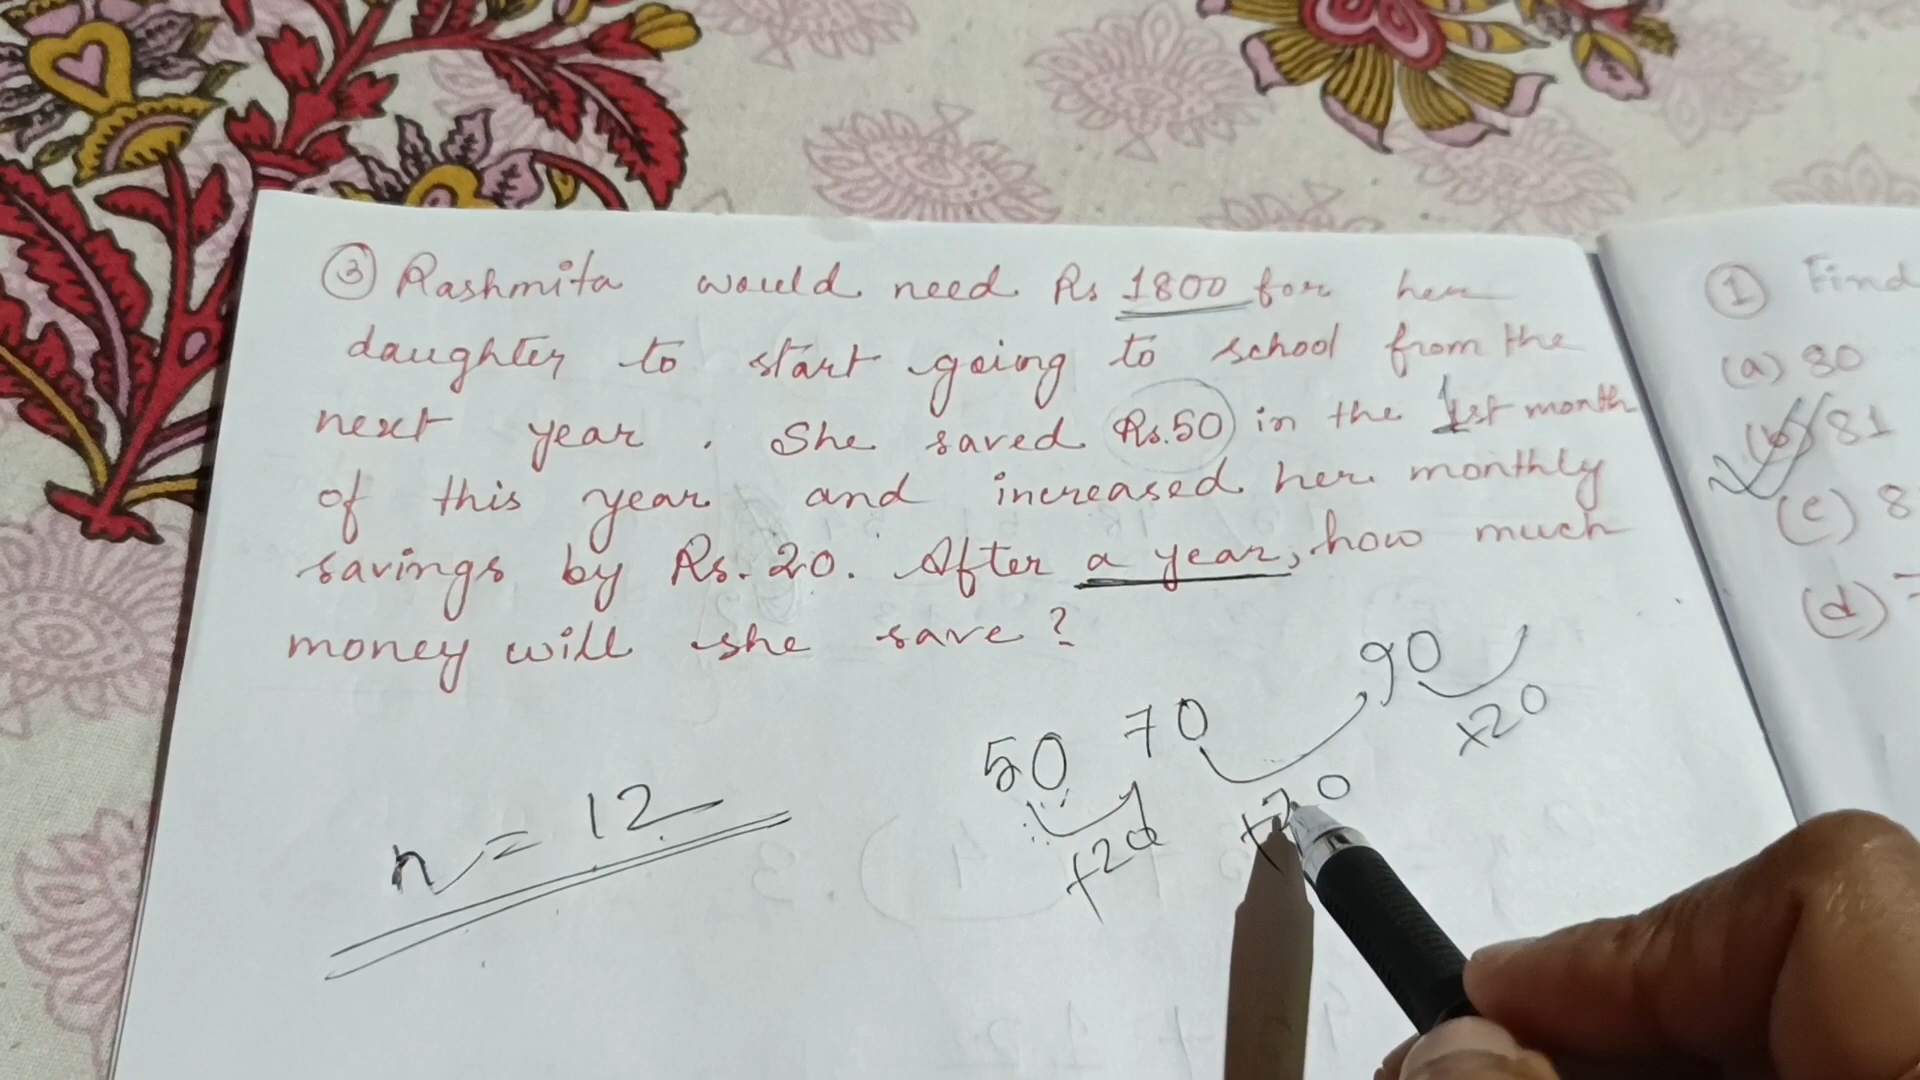 ③ Rashmita would need Rs 1800 for her
daughter to start going to school from the
next year. She saved Rs.50 in the 1st month
of this year and increased her monthly
savings by Rs. 20. After a year, how much
money will she save?
50 70 90
+20 +20 +20
n = 12
① Find
(a) 80
(b) 81
(c) 8
(d)